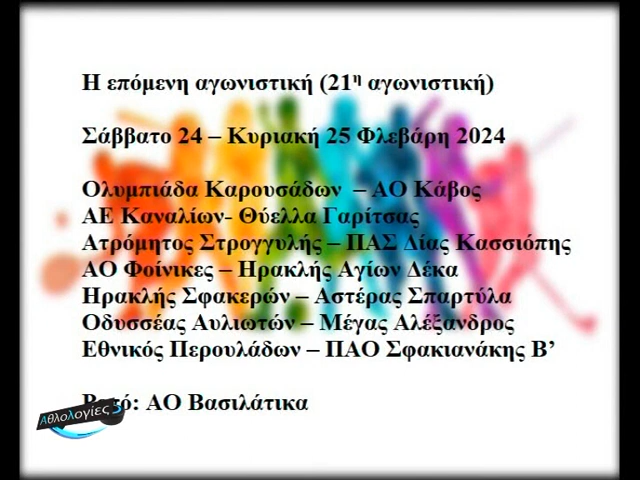 Η επόμενη αγωνιστική (21η αγωνιστική)
Σάββατο 24 – Κυριακή 25 Φλεβάρη 2024
Ολυμπιάδα Καρουσάδων – ΑΟ Κάβος
ΑΕ Καναλίων- Θύελλα Γαρίτσας
Ατρόμητος Στρογγυλής – ΠΑΣ Δίας Κασσιόπης
ΑΟ Φοίνικες – Ηρακλής Αγίων Δέκα
Ηρακλής Σφακερών – Αστέρας Σπαρτύλα
Οδυσσέας Αυλιωτών – Μέγας Αλέξανδρος
Εθνικός Περουλάδων – ΠΑΟ Σφακιανάκης Β’
ΑΟ Βασιλάτικα
Αθλολογίες